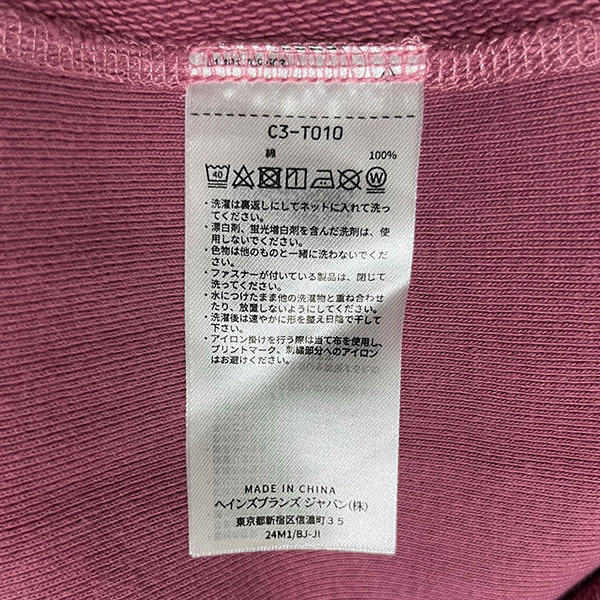 C3-T010
綿 100%
40 W
・洗濯は裏返しにしてネットに入れて洗っ
てください。
・漂白剤、蛍光増白剤を含んだ洗剤は、使
用しないでください。
・色物は他のものと一緒に洗わないでください。
・ファスナーが付いている製品は、閉じて
洗ってください。
・水につけたまま他の洗濯物と重ね合わせ
たり、放置しないようにしてください。
・洗濯後は速やかに形を整え日陰で干して
下さい。
・アイロン掛けを行う際は当て布を使用し、
プリントマーク、刺繍部分へのアイロン
はお避けください。
MADE IN CHINA
ヘインズブランズ ジャパン(株)
東京都新宿区信濃町35
24M1/BJ-JI